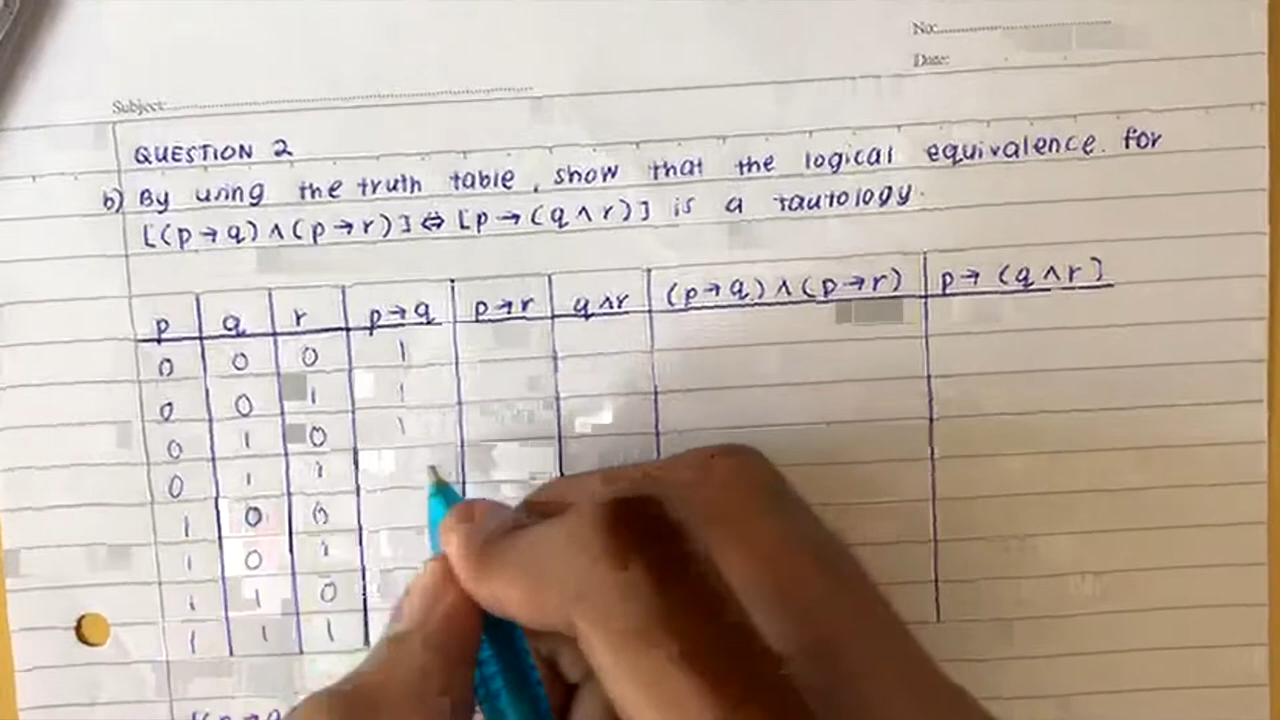 No:
Date:
Subject:
QUESTION 2
b) By using the truth table, show that the logical equivalence. for
[(p→q)∧(p→r)]⇔[p→(q∧r)] is a tautology.
p q r p→q p→r q∧r (p→q)∧(p→r) p→(q∧r]
0 0 0 1
0 0 1 1
0 1 0 1
0 1 1
1 0 0
1 0 1
1 1 0
1 1 1